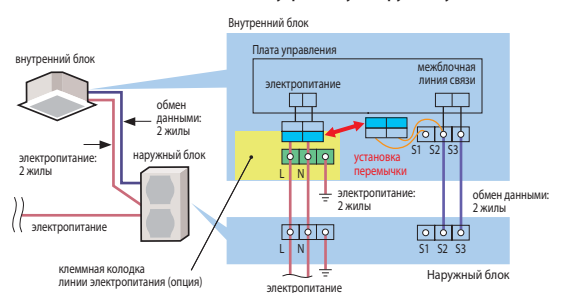 Внутренний блок
Плата управления
внутренний блок
межблочная
линия связи
электропитание
обмен
данными:
2 жилы
S1 S2 S3
установка
перемычки
электропитание:
2 жилы
наружный блок
L N
электропитание:
2 жилы
обмен данными:
2 жилы
электропитание
L N
S1 S2 S3
клеммная колодка
линии электропитания (опция)
Наружный блок
электропитание